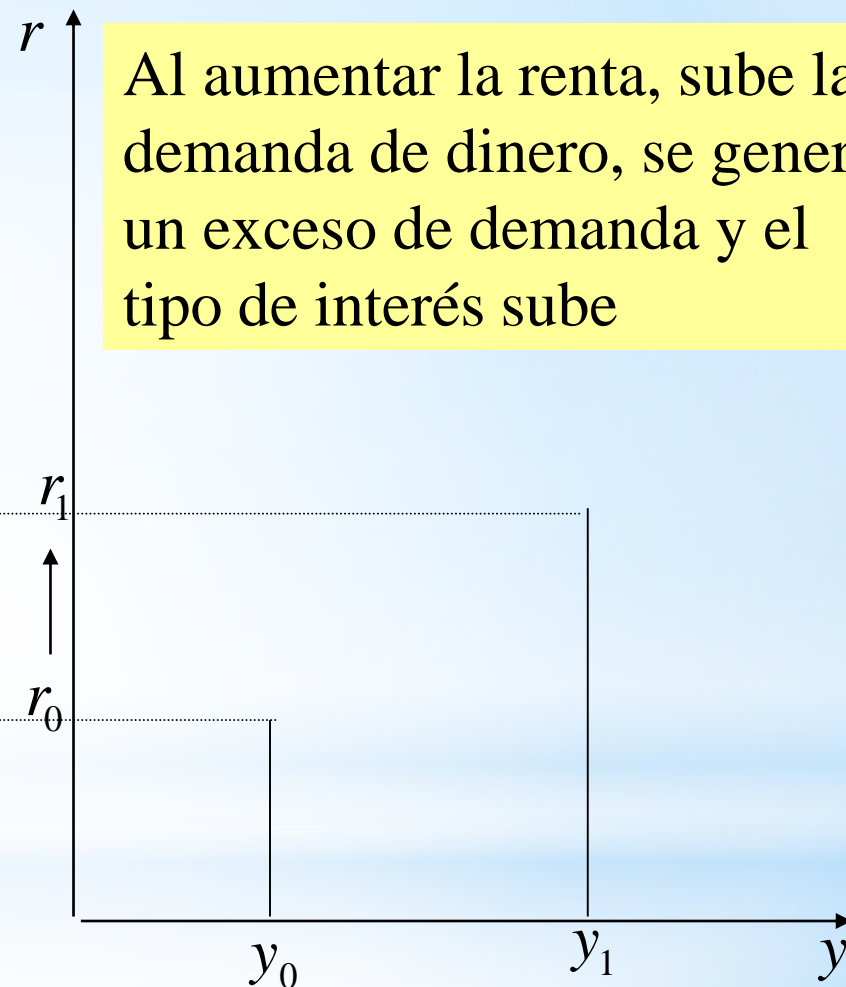 r
Al aumentar la renta, sube la
demanda de dinero, se gener
un exceso de demanda y el
tipo de interés sube
r₁
r₀
y₀
y₁
y